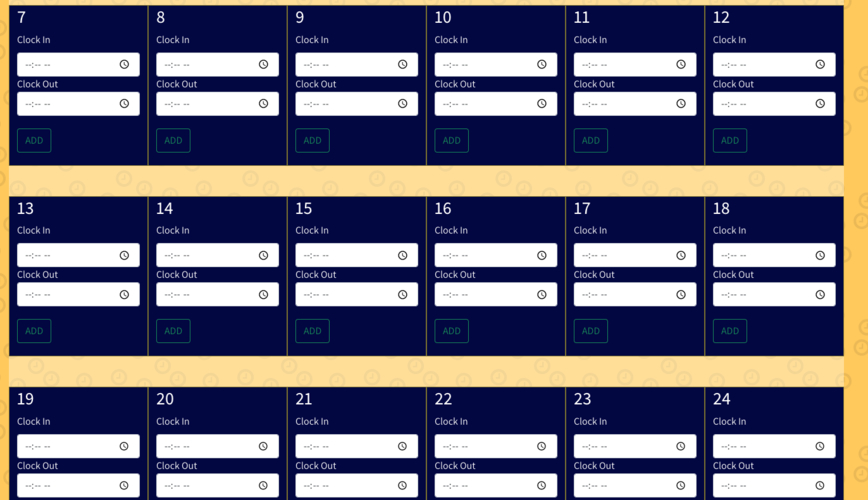 7 8 9 10 11 12
Clock In Clock In Clock In Clock In Clock In Clock In
--:-- -- --:-- -- --:-- -- --:-- -- --:-- -- --:-- --
Clock Out Clock Out Clock Out Clock Out Clock Out Clock Out
--:-- -- --:-- -- --:-- -- --:-- -- --:-- -- --:-- --
ADD ADD ADD ADD ADD ADD
13 14 15 16 17 18
Clock In Clock In Clock In Clock In Clock In Clock In
--:-- -- --:-- -- --:-- -- --:-- -- --:-- -- --:-- --
Clock Out Clock Out Clock Out Clock Out Clock Out Clock Out
--:-- -- --:-- -- --:-- -- --:-- -- --:-- -- --:-- --
ADD ADD ADD ADD ADD ADD
19 20 21 22 23 24
Clock In Clock In Clock In Clock In Clock In Clock In
--:-- -- --:-- -- --:-- -- --:-- -- --:-- -- --:-- --
Clock Out Clock Out Clock Out Clock Out Clock Out Clock Out
--:-- -- --:-- -- --:-- -- --:-- -- --:-- -- --:-- --